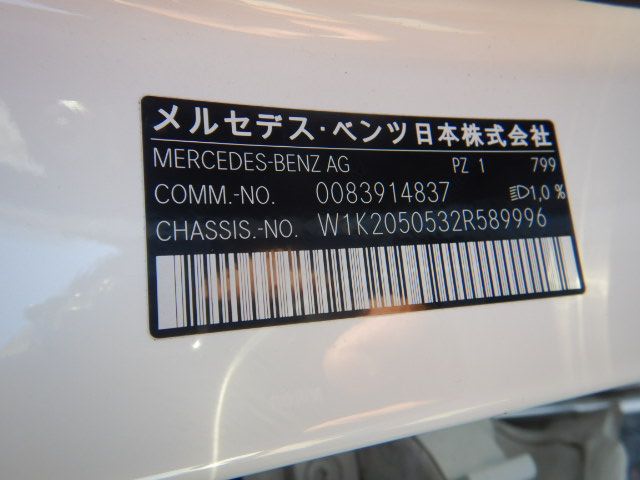 メルセデス・ベンツ日本株式会社
MERCEDES-BENZ AG PZ 1 799
COMM.-NO. 0083914837 1,0 %
CHASSIS.-NO. W1K2050532R589996